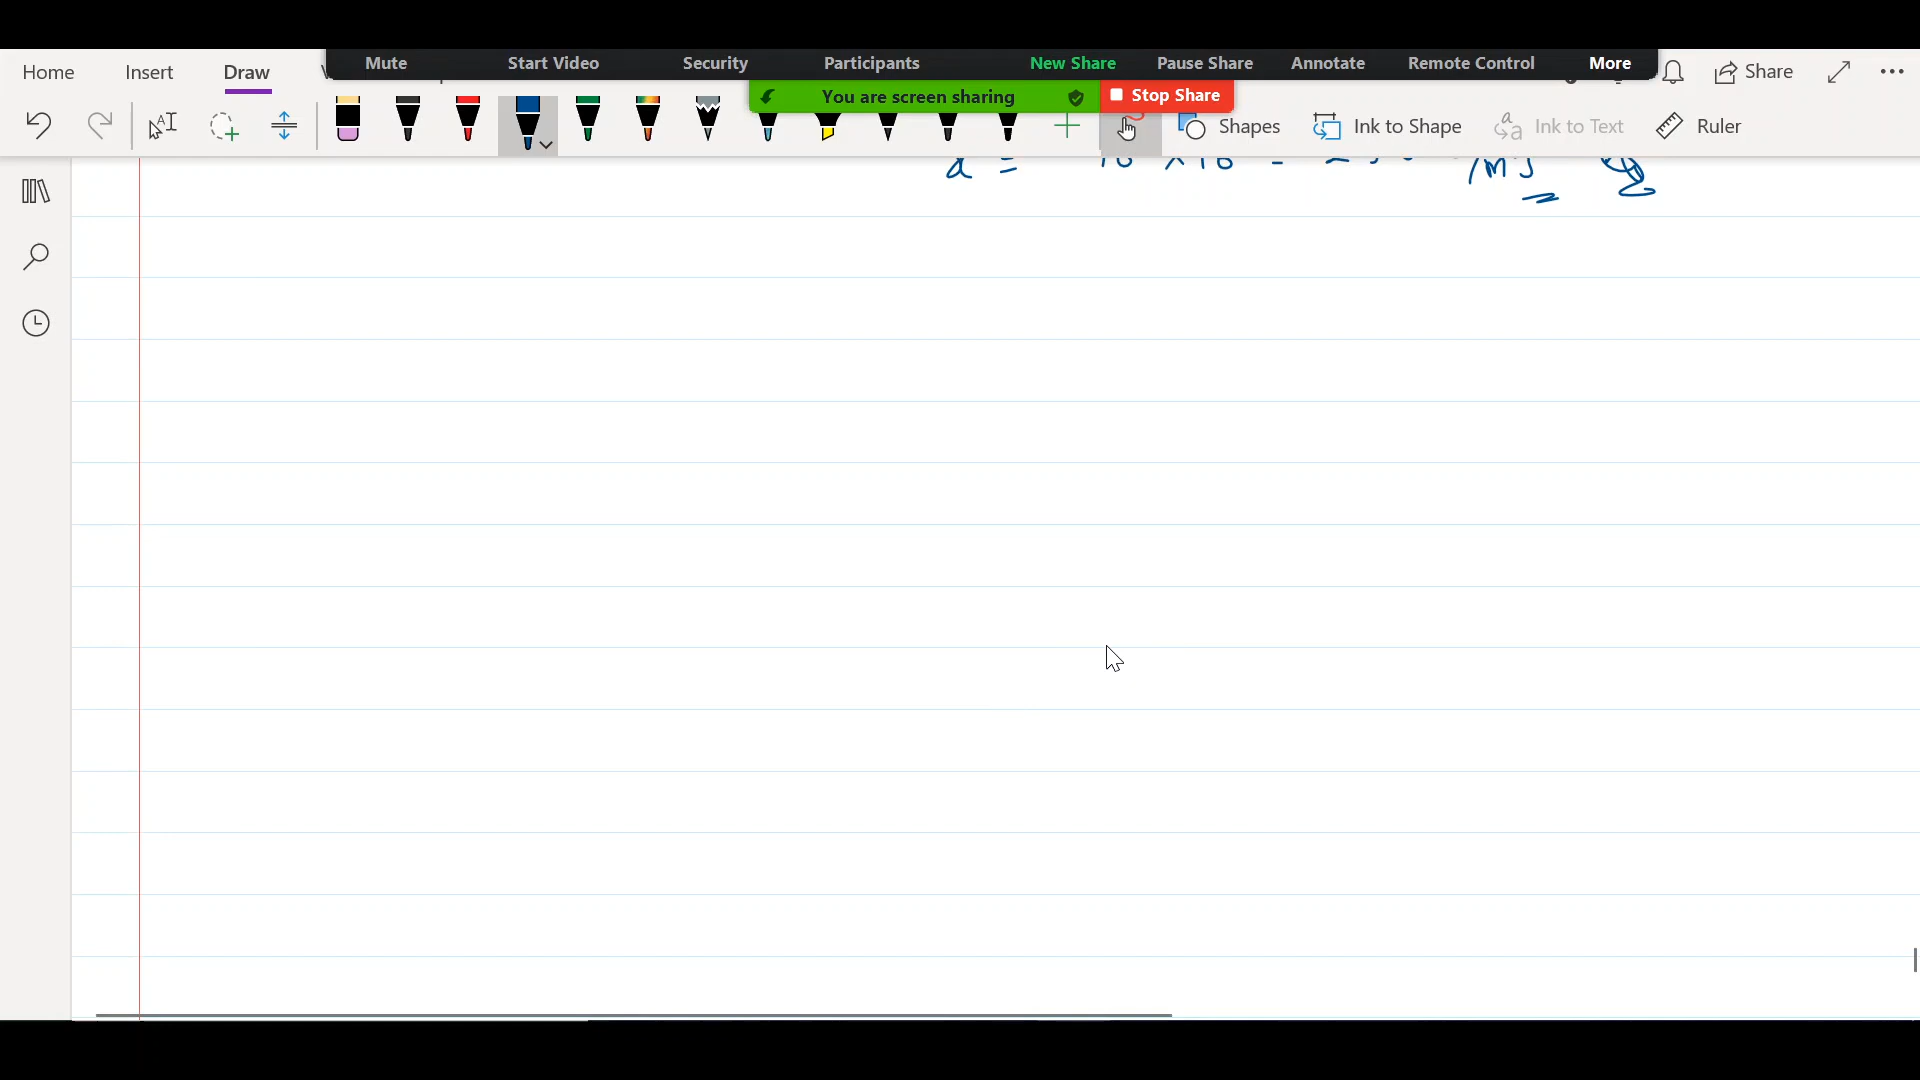 Mute Start Video Security Participants New Share Pause Share Annotate Remote Control More
Home Insert Draw Share
You are screen sharing Stop Share
Shapes Ink to Shape Ink to Text Ruler